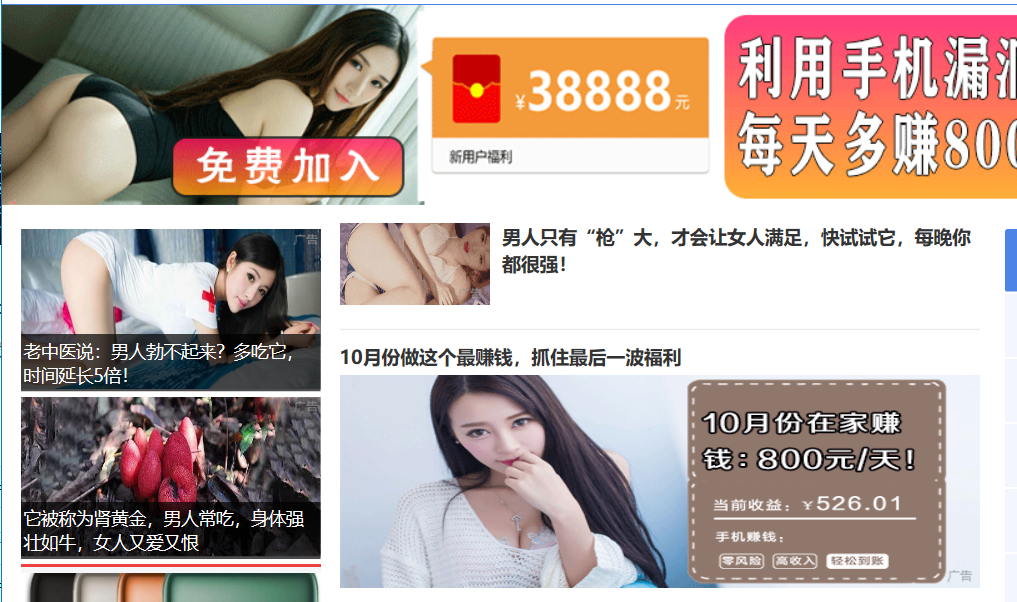 免费加入
¥38888元
新用户福利
利用手机漏
每天多赚800
广告
老中医说：男人勃不起来？多吃它，
时间延长5倍！
广告
它被称为肾黄金，男人常吃，身体强
壮如牛，女人又爱又恨
男人只有“枪”大，才会让女人满足，快试试它，每晚你
都很强！
10月份做这个最赚钱，抓住最后一波福利
10月份在家赚
钱：800元/天！
当前收益：￥526.01
手机赚钱：
零风险 高收入 轻松到账
广告